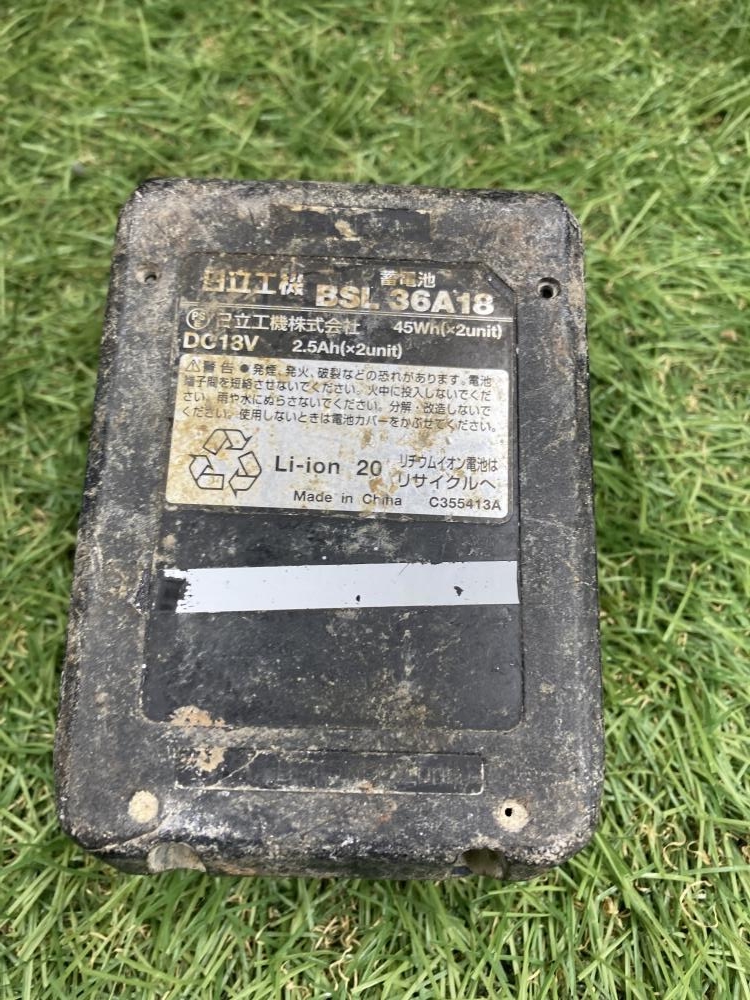 日立工機 蓄電池
BSL 36A18
PS E 日立工機株式会社 45Wh(×2unit)
DC18V 2.5Ah(×2unit)
⚠警告 ●発煙、発火、破裂などの恐れがあります。電池
端子間を短絡させないでください。火中に投入しないでくだ
さい。雨や水にぬらさないでください。分解・改造しないで
ください。使用しないときは電池カバーをかぶせてください。
Li-ion 20 リチウムイオン電池は
リサイクルへ
Made in China C355413A